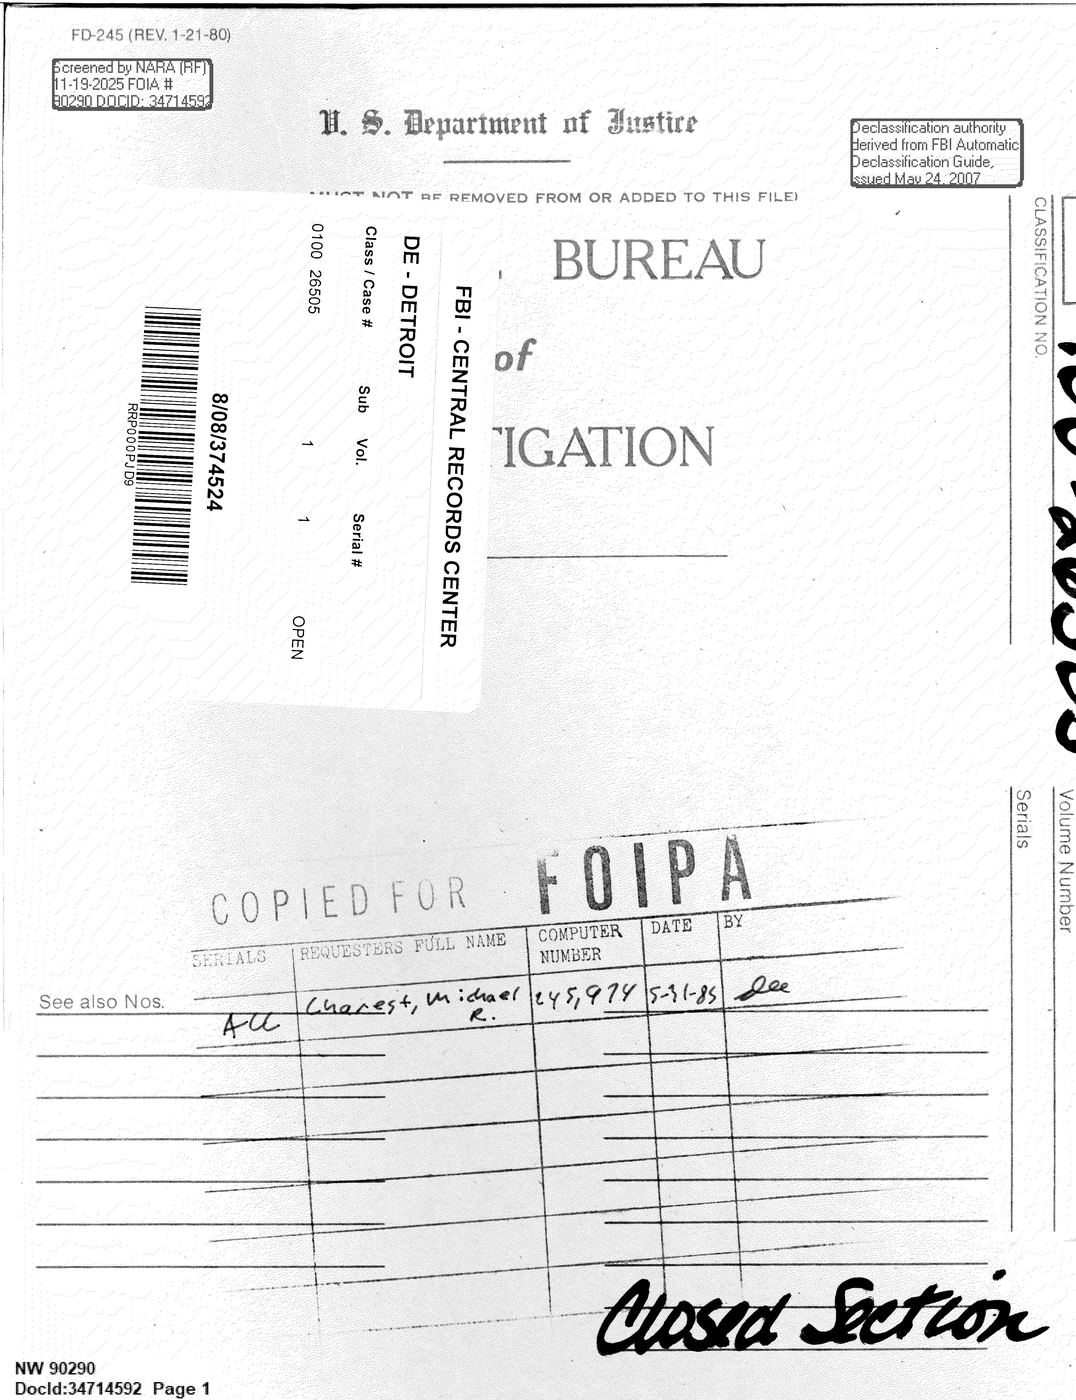 FD-245 (REV. 1-21-80)
Screened by NARA (RF)
11-19-2025 FOIA #
90290 DOCID: 34714592
U. S. Department of Justice
Declassification authority
derived from FBI Automatic
Declassification Guide,
issued May 24, 2007
MUST NOT BE REMOVED FROM OR ADDED TO THIS FILE)
BUREAU
of
TIGATION
FBI - CENTRAL RECORDS CENTER
DE - DETROIT
Class / Case # Sub Vol. Serial #
0100 26505 1 1 OPEN
8/08/374524
RRP000PJD9
CLASSIFICATION NO.
Serials
Volume Number
COPIED FOR FOIPA
SERIALS REQUESTERS FULL NAME COMPUTER NUMBER DATE BY
See also Nos.
All Charest, Michael R. 245,974 5-31-85
Closed Section
NW 90290
DocId:34714592 Page 1